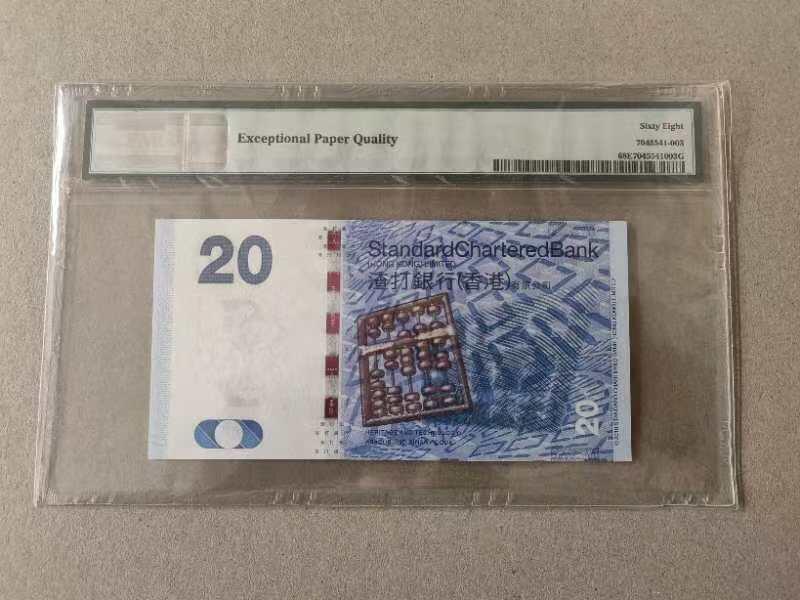 Exceptional Paper Quality
Sixty Eight
7045541-003
68E7045541003G
20
StandardCharteredBank
(HONG KONG) LIMITED
渣打銀行(香港)有限公司
20